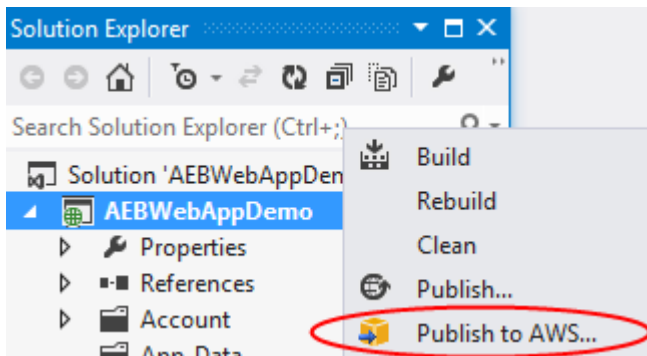 Solution Explorer
Search Solution Explorer (Ctrl+;)
Solution 'AEBWebAppDem
AEBWebAppDemo
Properties
References
Account
App_Data
Build
Rebuild
Clean
Publish...
Publish to AWS...